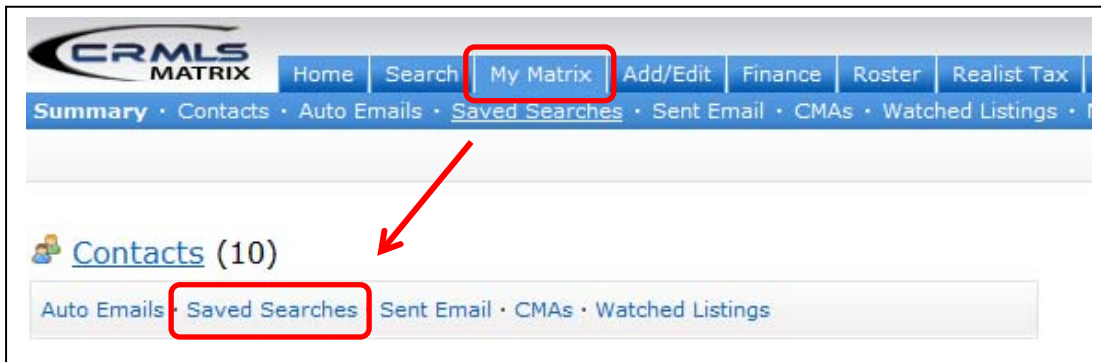 CRMLS
MATRIX
Home Search My Matrix Add/Edit Finance Roster Realist Tax
Summary · Contacts · Auto Emails · Saved Searches · Sent Email · CMAs · Watched Listings ·
Contacts (10)
Auto Emails · Saved Searches · Sent Email · CMAs · Watched Listings